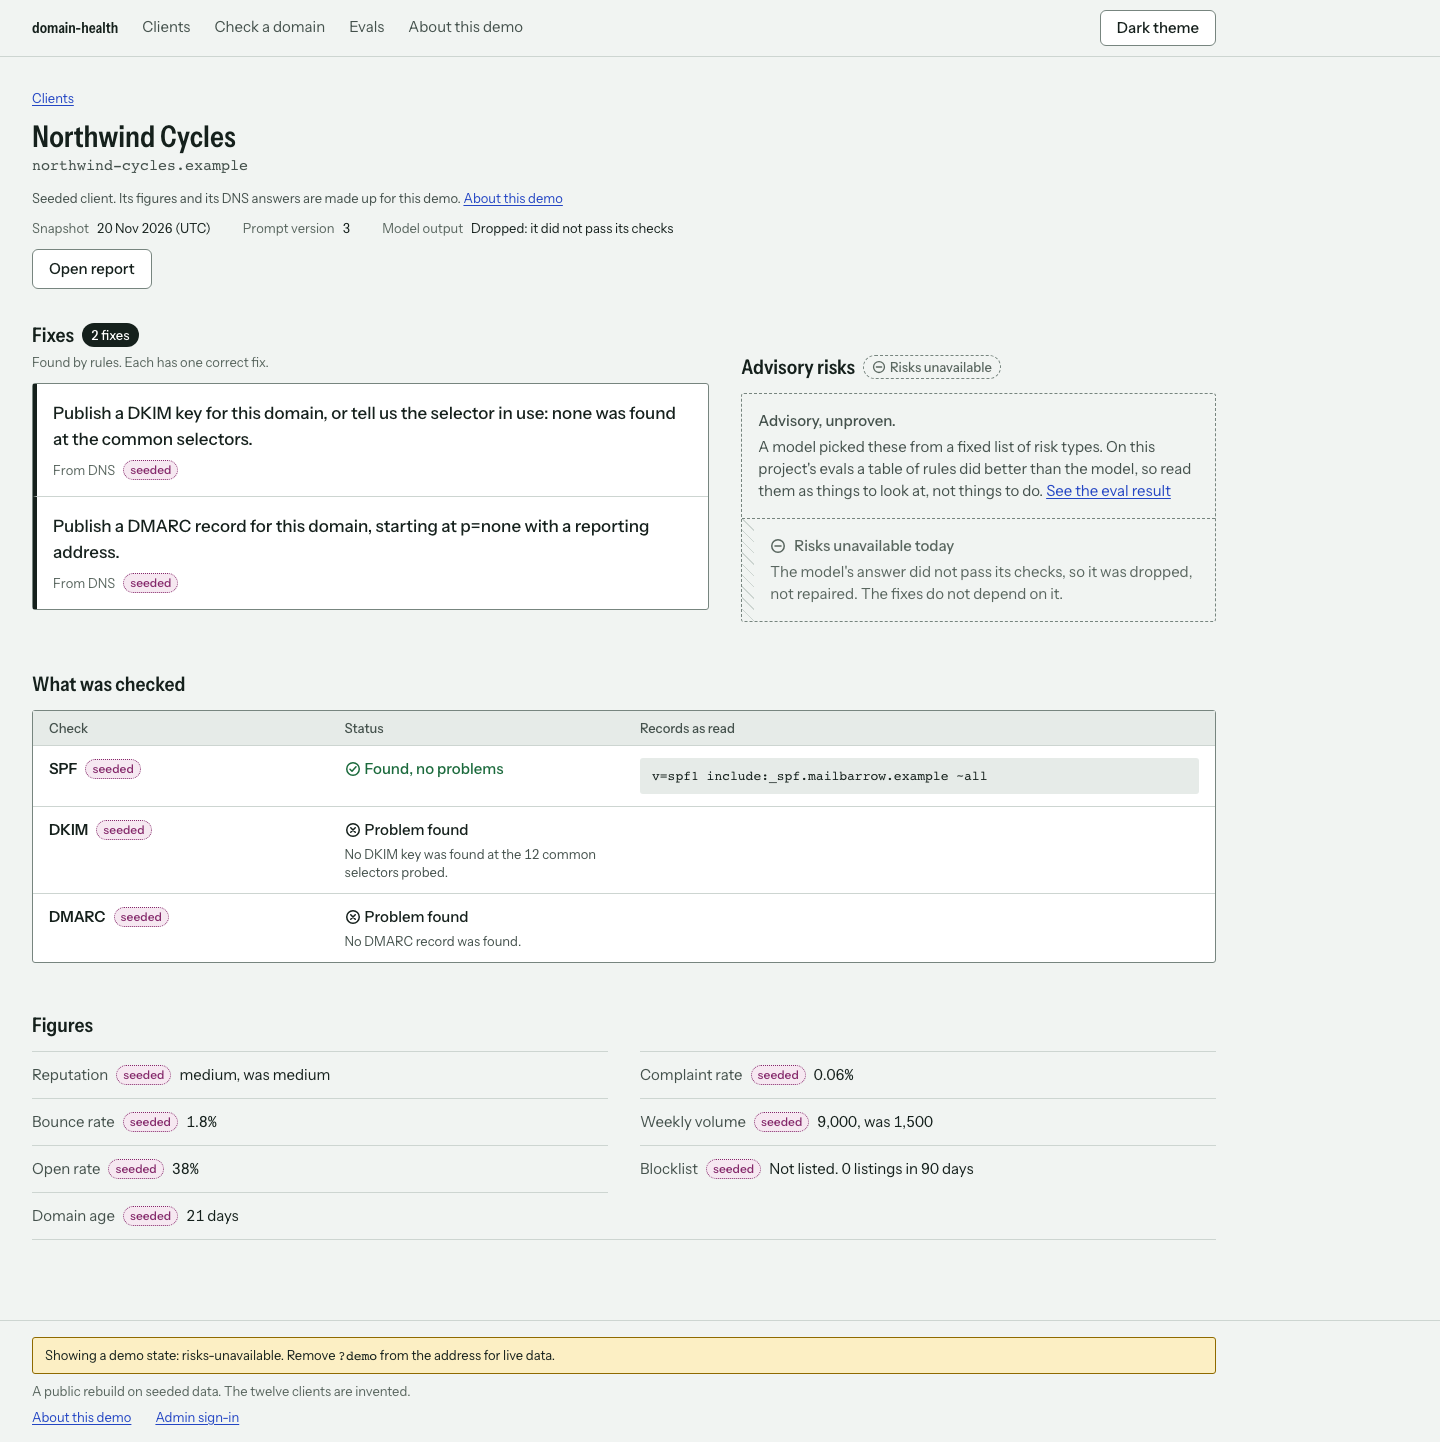 domain-health
Clients
Check a domain
Evals
About this demo
Dark theme
Clients
Northwind Cycles
northwind-cycles.example
Seeded client. Its figures and its DNS answers are made up for this demo. About this demo
Snapshot 20 Nov 2026 (UTC) Prompt version 3 Model output Dropped: it did not pass its checks
Open report
Fixes 2 fixes
Found by rules. Each has one correct fix.
Publish a DKIM key for this domain, or tell us the selector in use: none was found
at the common selectors.
From DNS seeded
Publish a DMARC record for this domain, starting at p=none with a reporting
address.
From DNS seeded
Advisory risks Risks unavailable
Advisory, unproven.
A model picked these from a fixed list of risk types. On this
project's evals a table of rules did better than the model, so read
them as things to look at, not things to do. See the eval result
Risks unavailable today
The model's answer did not pass its checks, so it was dropped,
not repaired. The fixes do not depend on it.
What was checked
Check Status Records as read
SPF seeded Found, no problems v=spf1 include:_spf.mailbarrow.example ~all
DKIM seeded Problem found
No DKIM key was found at the 12 common
selectors probed.
DMARC seeded Problem found
No DMARC record was found.
Figures
Reputation seeded medium, was medium
Complaint rate seeded 0.06%
Bounce rate seeded 1.8%
Weekly volume seeded 9,000, was 1,500
Open rate seeded 38%
Blocklist seeded Not listed. 0 listings in 90 days
Domain age seeded 21 days
Showing a demo state: risks-unavailable. Remove ?demo from the address for live data.
A public rebuild on seeded data. The twelve clients are invented.
About this demo Admin sign-in